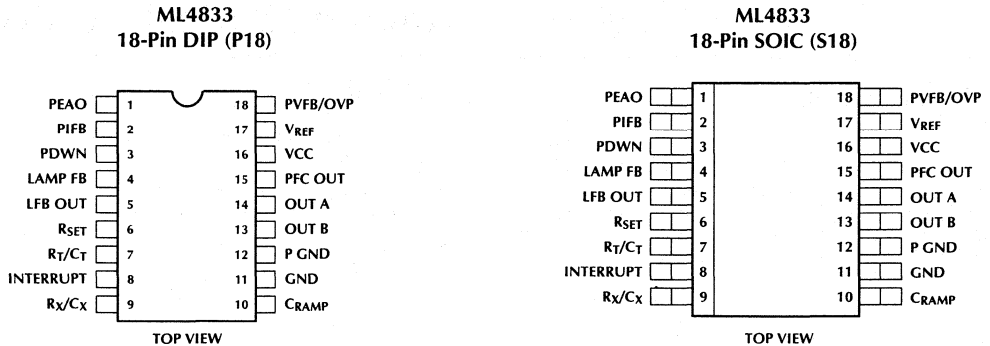 ML4833
18-Pin DIP (P18)
PEAO 1 18 PVFB/OVP
PIFB 2 17 VREF
PDWN 3 16 VCC
LAMP FB 4 15 PFC OUT
LFB OUT 5 14 OUT A
RSET 6 13 OUT B
RT/CT 7 12 P GND
INTERRUPT 8 11 GND
RX/CX 9 10 CRAMP
TOP VIEW
ML4833
18-Pin SOIC (S18)
PEAO 1 18 PVFB/OVP
PIFB 2 17 VREF
PDWN 3 16 VCC
LAMP FB 4 15 PFC OUT
LFB OUT 5 14 OUT A
RSET 6 13 OUT B
RT/CT 7 12 P GND
INTERRUPT 8 11 GND
RX/CX 9 10 CRAMP
TOP VIEW